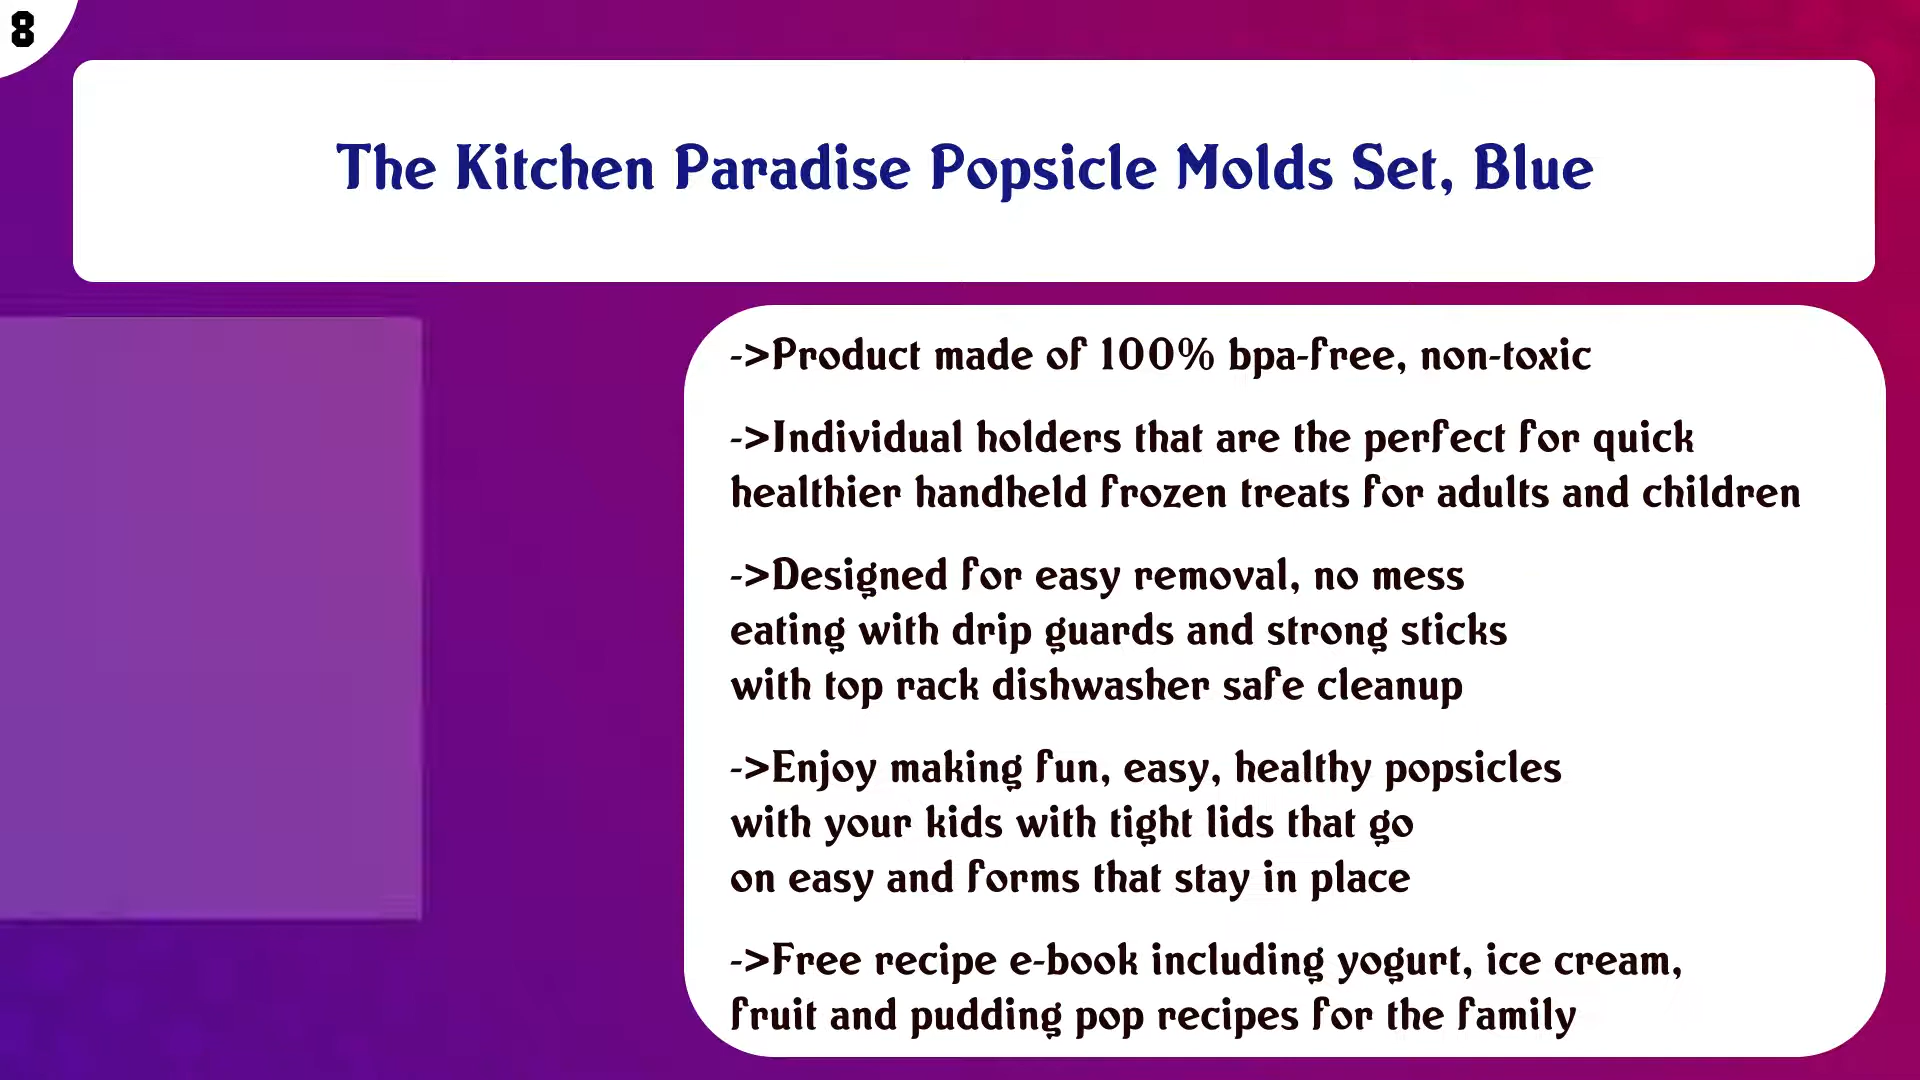 8
The Kitchen Paradise Popsicle Molds Set, Blue
->Product made of 100% bpa-free, non-toxic
->Individual holders that are the perfect for quick
healthier handheld frozen treats for adults and children
->Designed for easy removal, no mess
eating with drip guards and strong sticks
with top rack dishwasher safe cleanup
->Enjoy making fun, easy, healthy popsicles
with your kids with tight lids that go
on easy and forms that stay in place
->Free recipe e-book including yogurt, ice cream,
fruit and pudding pop recipes for the family